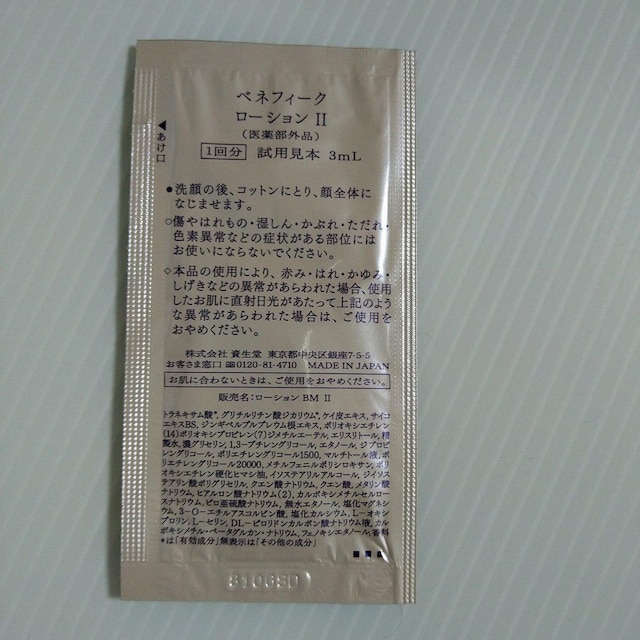 ベネフィーク
ローション II
（医薬部外品）
1回分 試用見本 3mL
◀あけ口
●洗顔の後、コットンにとり、顔全体に
なじませます。
○傷やはれもの・湿しん・かぶれ・ただれ・
色素異常などの症状がある部位には
お使いにならないでください。
◇本品の使用により、赤み・はれ・かゆみ・
しげきなどの異常があらわれた場合、使用
したお肌に直射日光があたって上記のよう
な異常があらわれた場合は、ご使用を
おやめください。
株式会社 資生堂 東京都中央区銀座7-5-5
お客さま窓口 0120-81-4710 MADE IN JAPAN
お肌に合わないときは、ご使用をおやめください。
販売名：ローション BM II
トラネキサム酸*, グリチルリチン酸ジカリウム*, ケイ皮エキス, サイコ
エキスBS, ジンギベルプルプレウム根エキス, ポリオキシエチレン
(14)ポリオキシプロピレン(7)ジメチルエーテル, エリスリトール, 精
製水, 濃グリセリン, 1,3-ブチレングリコール, エタノール, ジプロピ
レングリコール, ポリエチレングリコール1500, マルチトール液, ポ
リエチレングリコール20000, メチルフェニルポリシロキサン, ポリ
オキシエチレン硬化ヒマシ油, イソステアリルアルコール, ジイソス
テアリン酸ポリグリセリル, クエン酸ナトリウム, クエン酸, メタリン酸
ナトリウム, ヒアルロン酸ナトリウム(2), カルボキシメチルセルロー
スナトリウム, ピロ亜硫酸ナトリウム, 無水エタノール, 塩化マグネシ
ウム, 3-O-エチルアスコルビン酸, 塩化カルシウム, L-オキシ
プロリン, L-セリン, DL-ピロリドンカルボン酸ナトリウム液, カル
ボキシメチル・ベータグルカン・ナトリウム, フェノキシエタノール, 香料
*は「有効成分」無表示は「その他の成分」